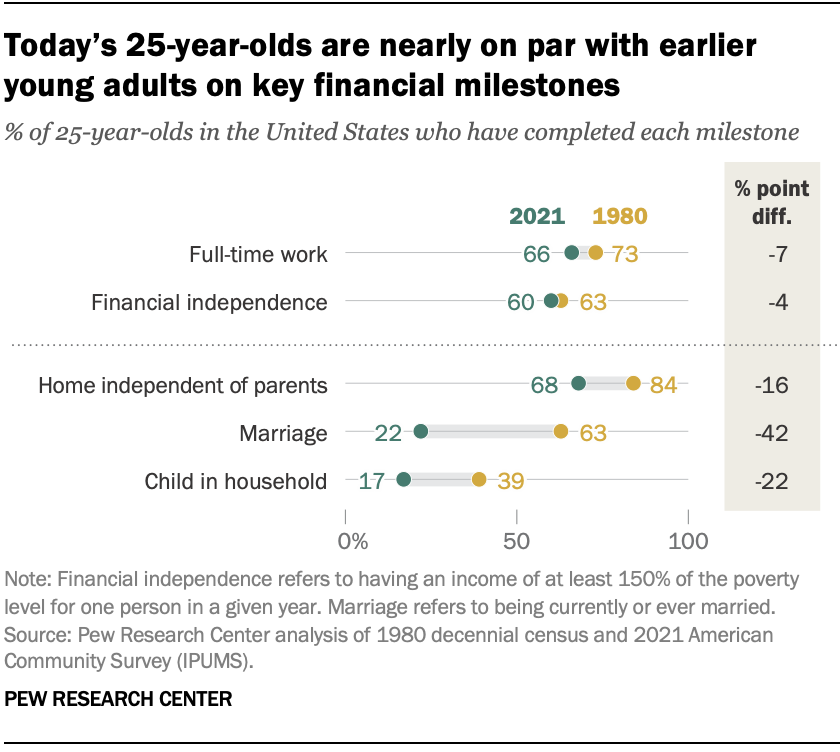 Today’s 25-year-olds are nearly on par with earlier
young adults on key financial milestones
% of 25-year-olds in the United States who have completed each milestone
% point
diff.
2021 1980
Full-time work 66 73 -7
Financial independence 60 63 -4
Home independent of parents 68 84 -16
Marriage 22 63 -42
Child in household 17 39 -22
0% 50 100
Note: Financial independence refers to having an income of at least 150% of the poverty
level for one person in a given year. Marriage refers to being currently or ever married.
Source: Pew Research Center analysis of 1980 decennial census and 2021 American
Community Survey (IPUMS).
PEW RESEARCH CENTER